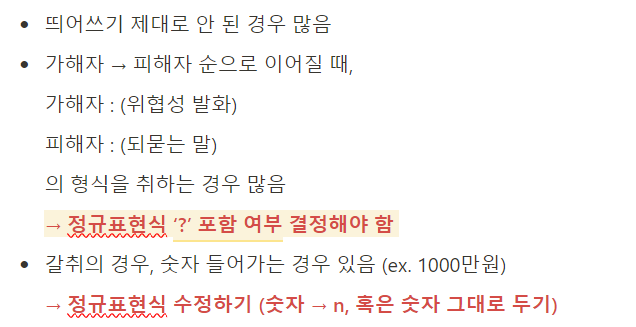 • 띄어쓰기 제대로 안 된 경우 많음
• 가해자 → 피해자 순으로 이어질 때,
가해자 : (위협성 발화)
피해자 : (되묻는 말)
의 형식을 취하는 경우 많음
→ 정규표현식 ‘?’ 포함 여부 결정해야 함
• 갈취의 경우, 숫자 들어가는 경우 있음 (ex. 1000만원)
→ 정규표현식 수정하기 (숫자 → n, 혹은 숫자 그대로 두기)